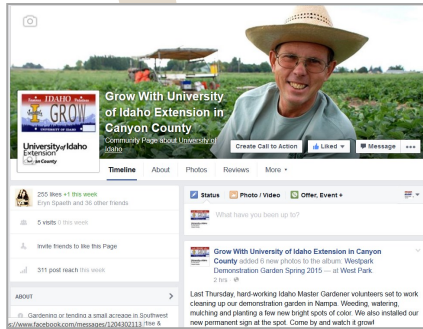 IDAHO
GROW
UNIVERSITY OF IDAHO
University of Idaho
Extension
Canyon County
Grow With University
of Idaho Extension in
Canyon County
Community Page about University of
Idaho
Create Call to Action
Liked
Message
•••
Timeline
About
Photos
Reviews
More
255 likes +1 this week
Eryn Spaeth and 36 other friends
5 visits 0 this week
Invite friends to like this Page
311 post reach this week
ABOUT
Gardening or tending a small acreage in Southwest
s://www.facebook.com/messages/1204302113
Status
Photo / Video
Offer, Event +
What have you been up to?
Grow With University of Idaho Extension in Canyon
County added 6 new photos to the album: Westpark
Demonstration Garden Spring 2015 — at West Park.
2 hrs ·
Last Thursday, hard-working Idaho Master Gardener volunteers set to work
cleaning up our demonstration garden in Nampa. Weeding, watering,
mulching and planting a few new bright spots of color. We also installed our
new permanent sign at the spot. Come by and watch it grow!!